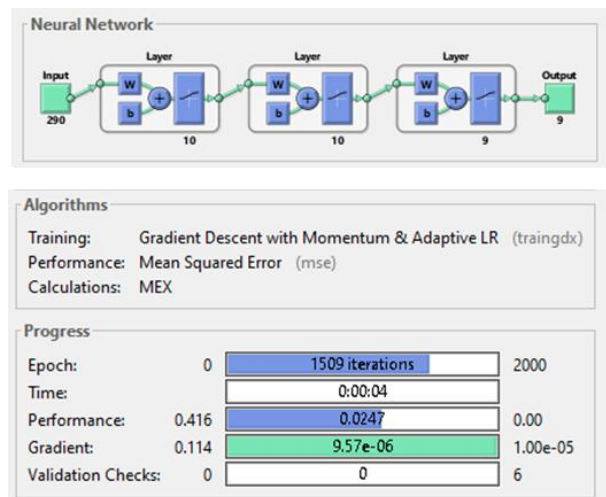 Neural Network
Layer Layer Layer
Input Output
W W W
+ + +
b b b
290 9
10 10 9
Algorithms
Training: Gradient Descent with Momentum & Adaptive LR (traingdx)
Performance: Mean Squared Error (mse)
Calculations: MEX
Progress
Epoch: 0 1509 iterations 2000
Time: 0:00:04
Performance: 0.416 0.0247 0.00
Gradient: 0.114 9.57e-06 1.00e-05
Validation Checks: 0 0 6